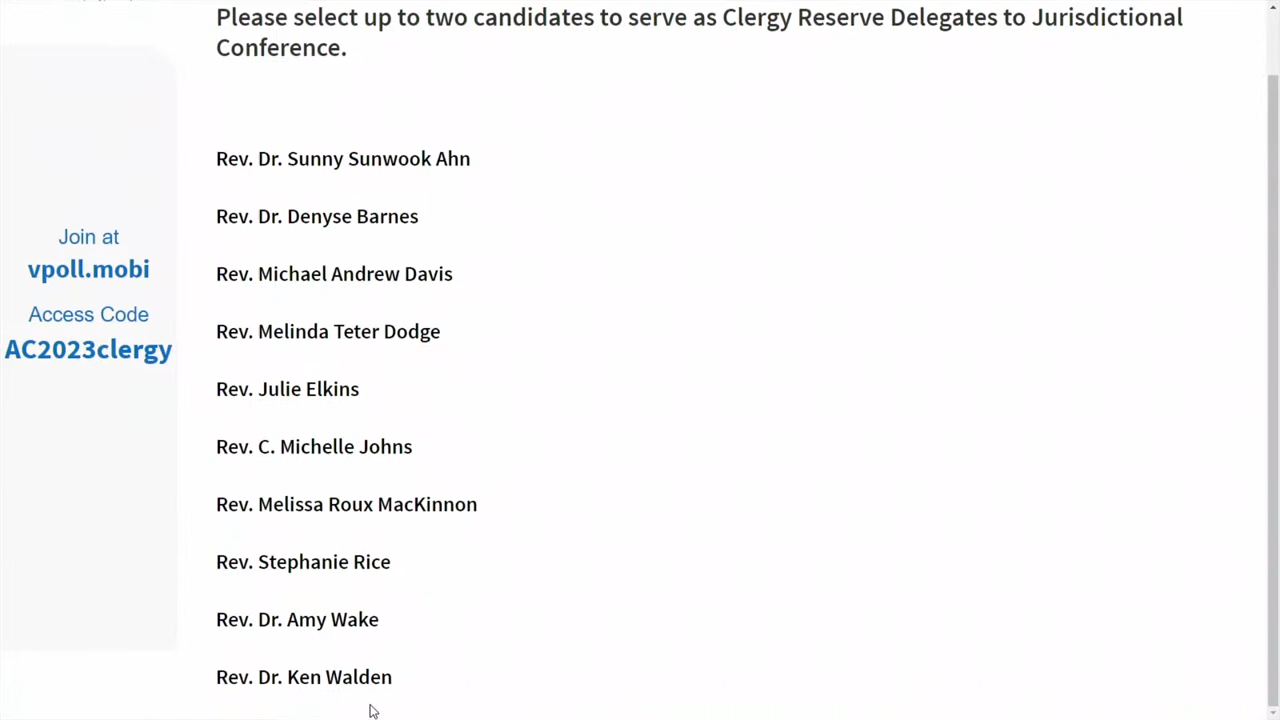 Please select up to two candidates to serve as Clergy Reserve Delegates to Jurisdictional
Conference.
Rev. Dr. Sunny Sunwook Ahn
Rev. Dr. Denyse Barnes
Rev. Michael Andrew Davis
Rev. Melinda Teter Dodge
Rev. Julie Elkins
Rev. C. Michelle Johns
Rev. Melissa Roux MacKinnon
Rev. Stephanie Rice
Rev. Dr. Amy Wake
Rev. Dr. Ken Walden
Join at
vpoll.mobi
Access Code
AC2023clergy